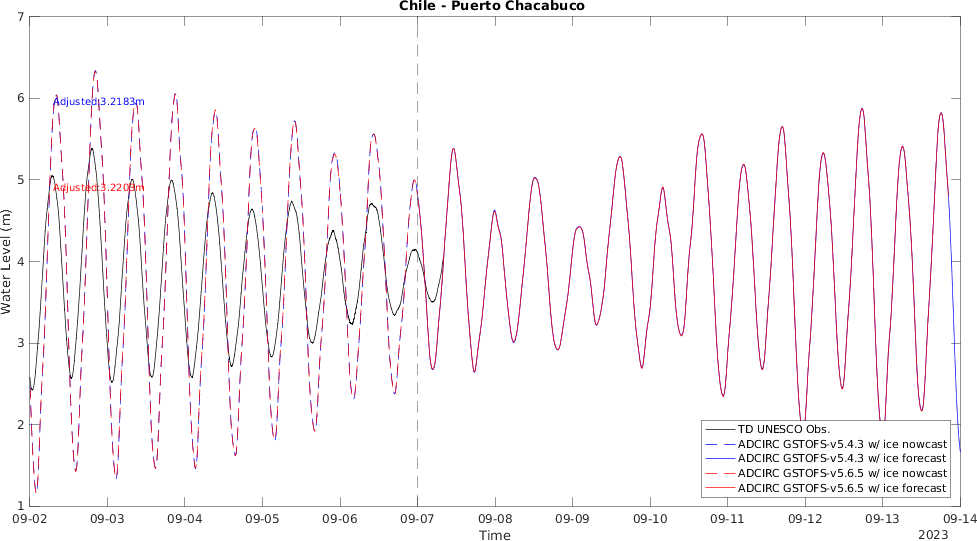 Chile - Puerto Chacabuco
7
6
5
4
3
2
1
Water Level (m)
Adjusted:3.2183m
Adjusted:3.2209m
TD UNESCO Obs.
ADCIRC GSTOFS-v5.4.3 w/ ice nowcast
ADCIRC GSTOFS-v5.4.3 w/ ice forecast
ADCIRC GSTOFS-v5.6.5 w/ ice nowcast
ADCIRC GSTOFS-v5.6.5 w/ ice forecast
09-02 09-03 09-04 09-05 09-06 09-07 09-08 09-09 09-10 09-11 09-12 09-13 09-14
Time
2023